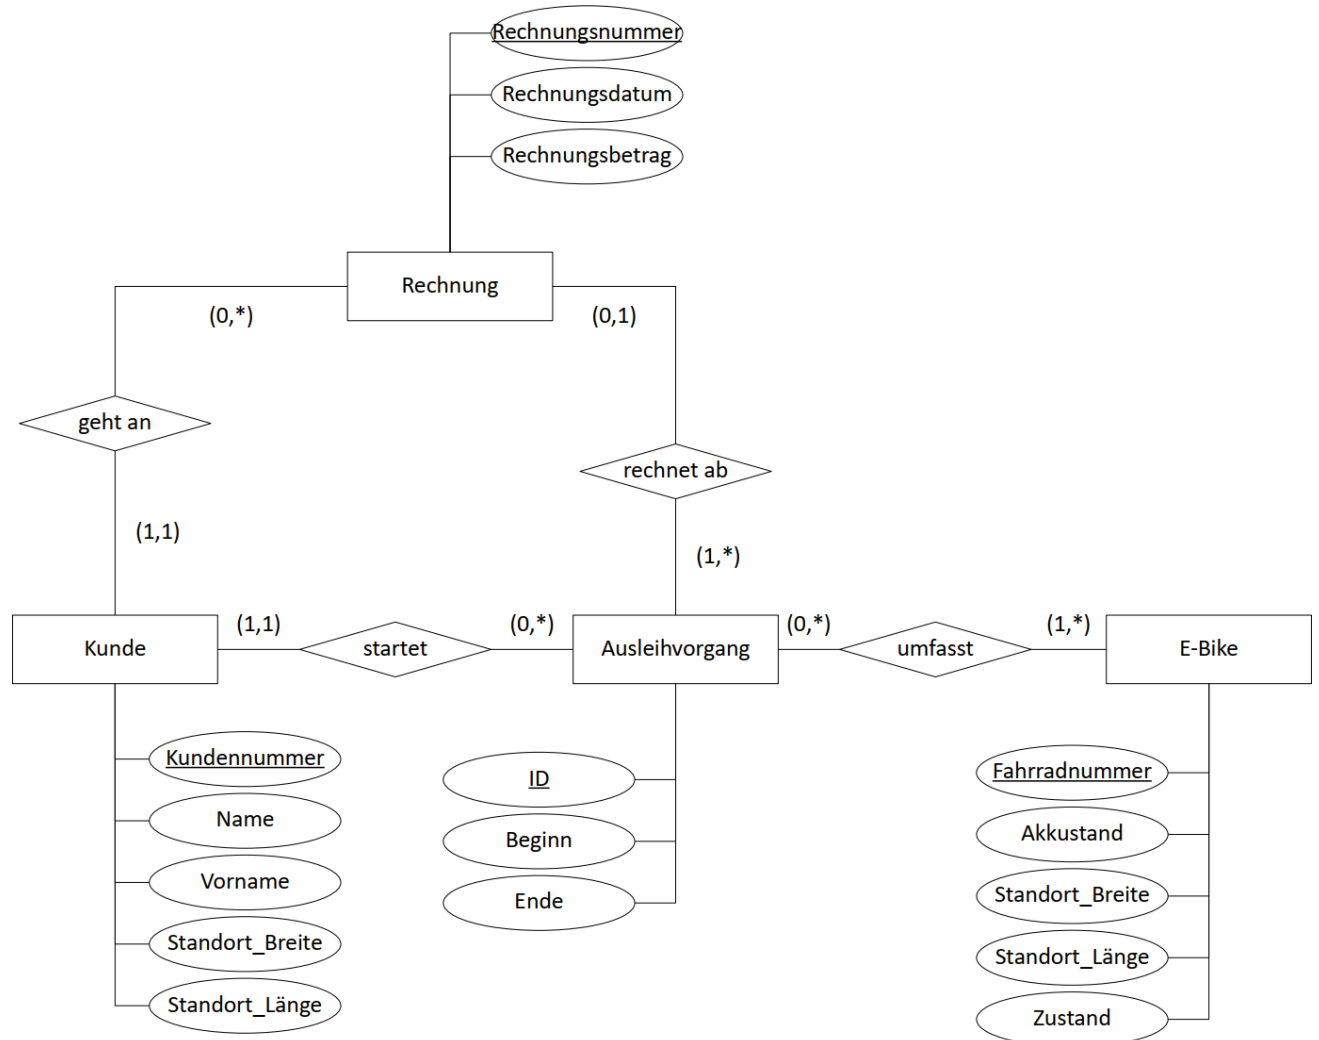 Rechnungsnummer
Rechnungsdatum
Rechnungsbetrag
Rechnung
(0,*)
(0,1)
geht an
rechnet ab
(1,1)
(1,*)
Kunde
(1,1)
startet
(0,*)
Ausleihvorgang
(0,*)
umfasst
(1,*)
E-Bike
Kundennummer
Name
Vorname
Standort_Breite
Standort_Länge
ID
Beginn
Ende
Fahrradnummer
Akkustand
Standort_Breite
Standort_Länge
Zustand